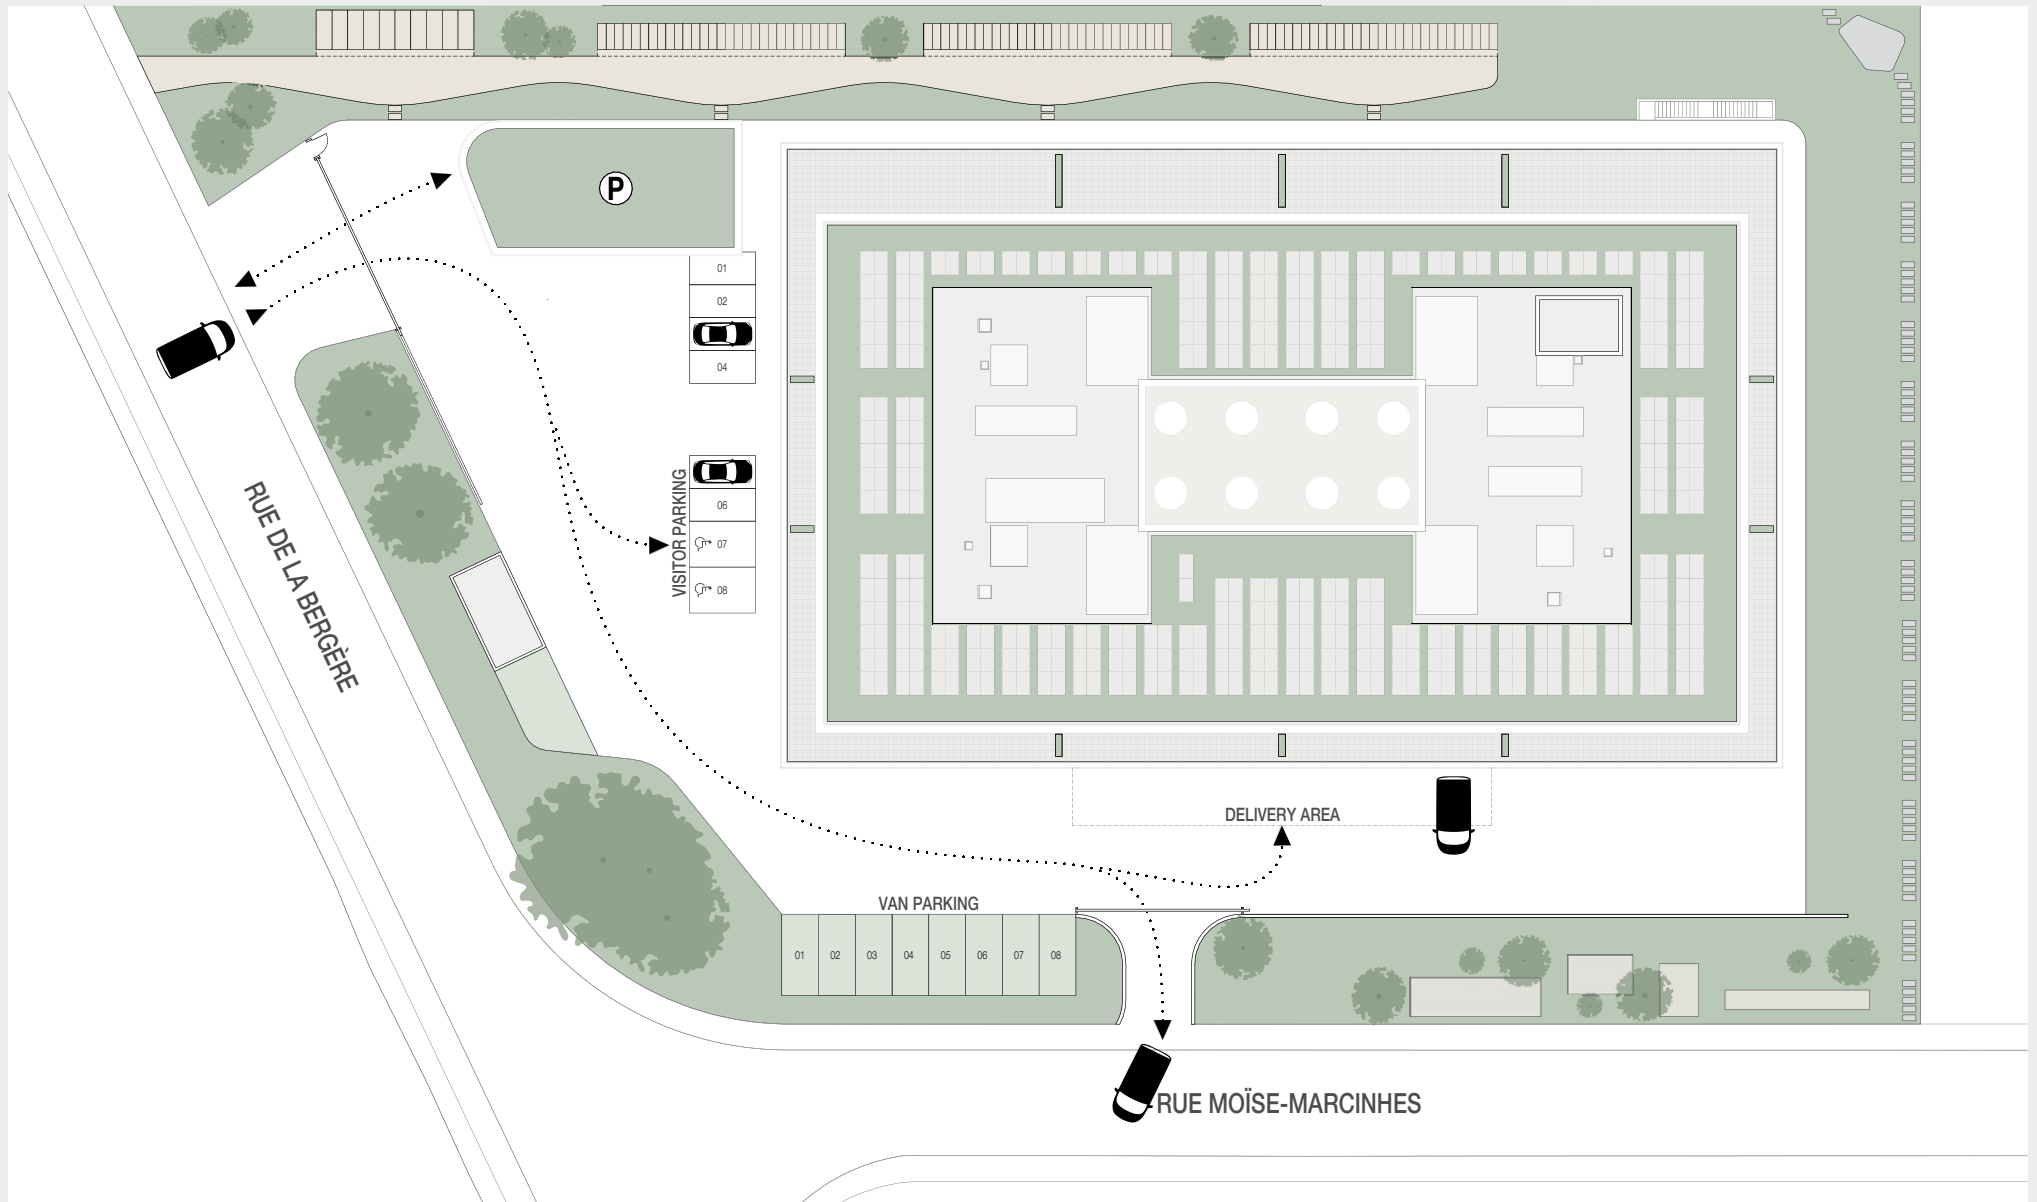 P
01
02
04
VISITOR PARKING
06
07
08
RUE DE LA BERGÈRE
DELIVERY AREA
VAN PARKING
01 02 03 04 05 06 07 08
RUE MOÏSE-MARCINHES